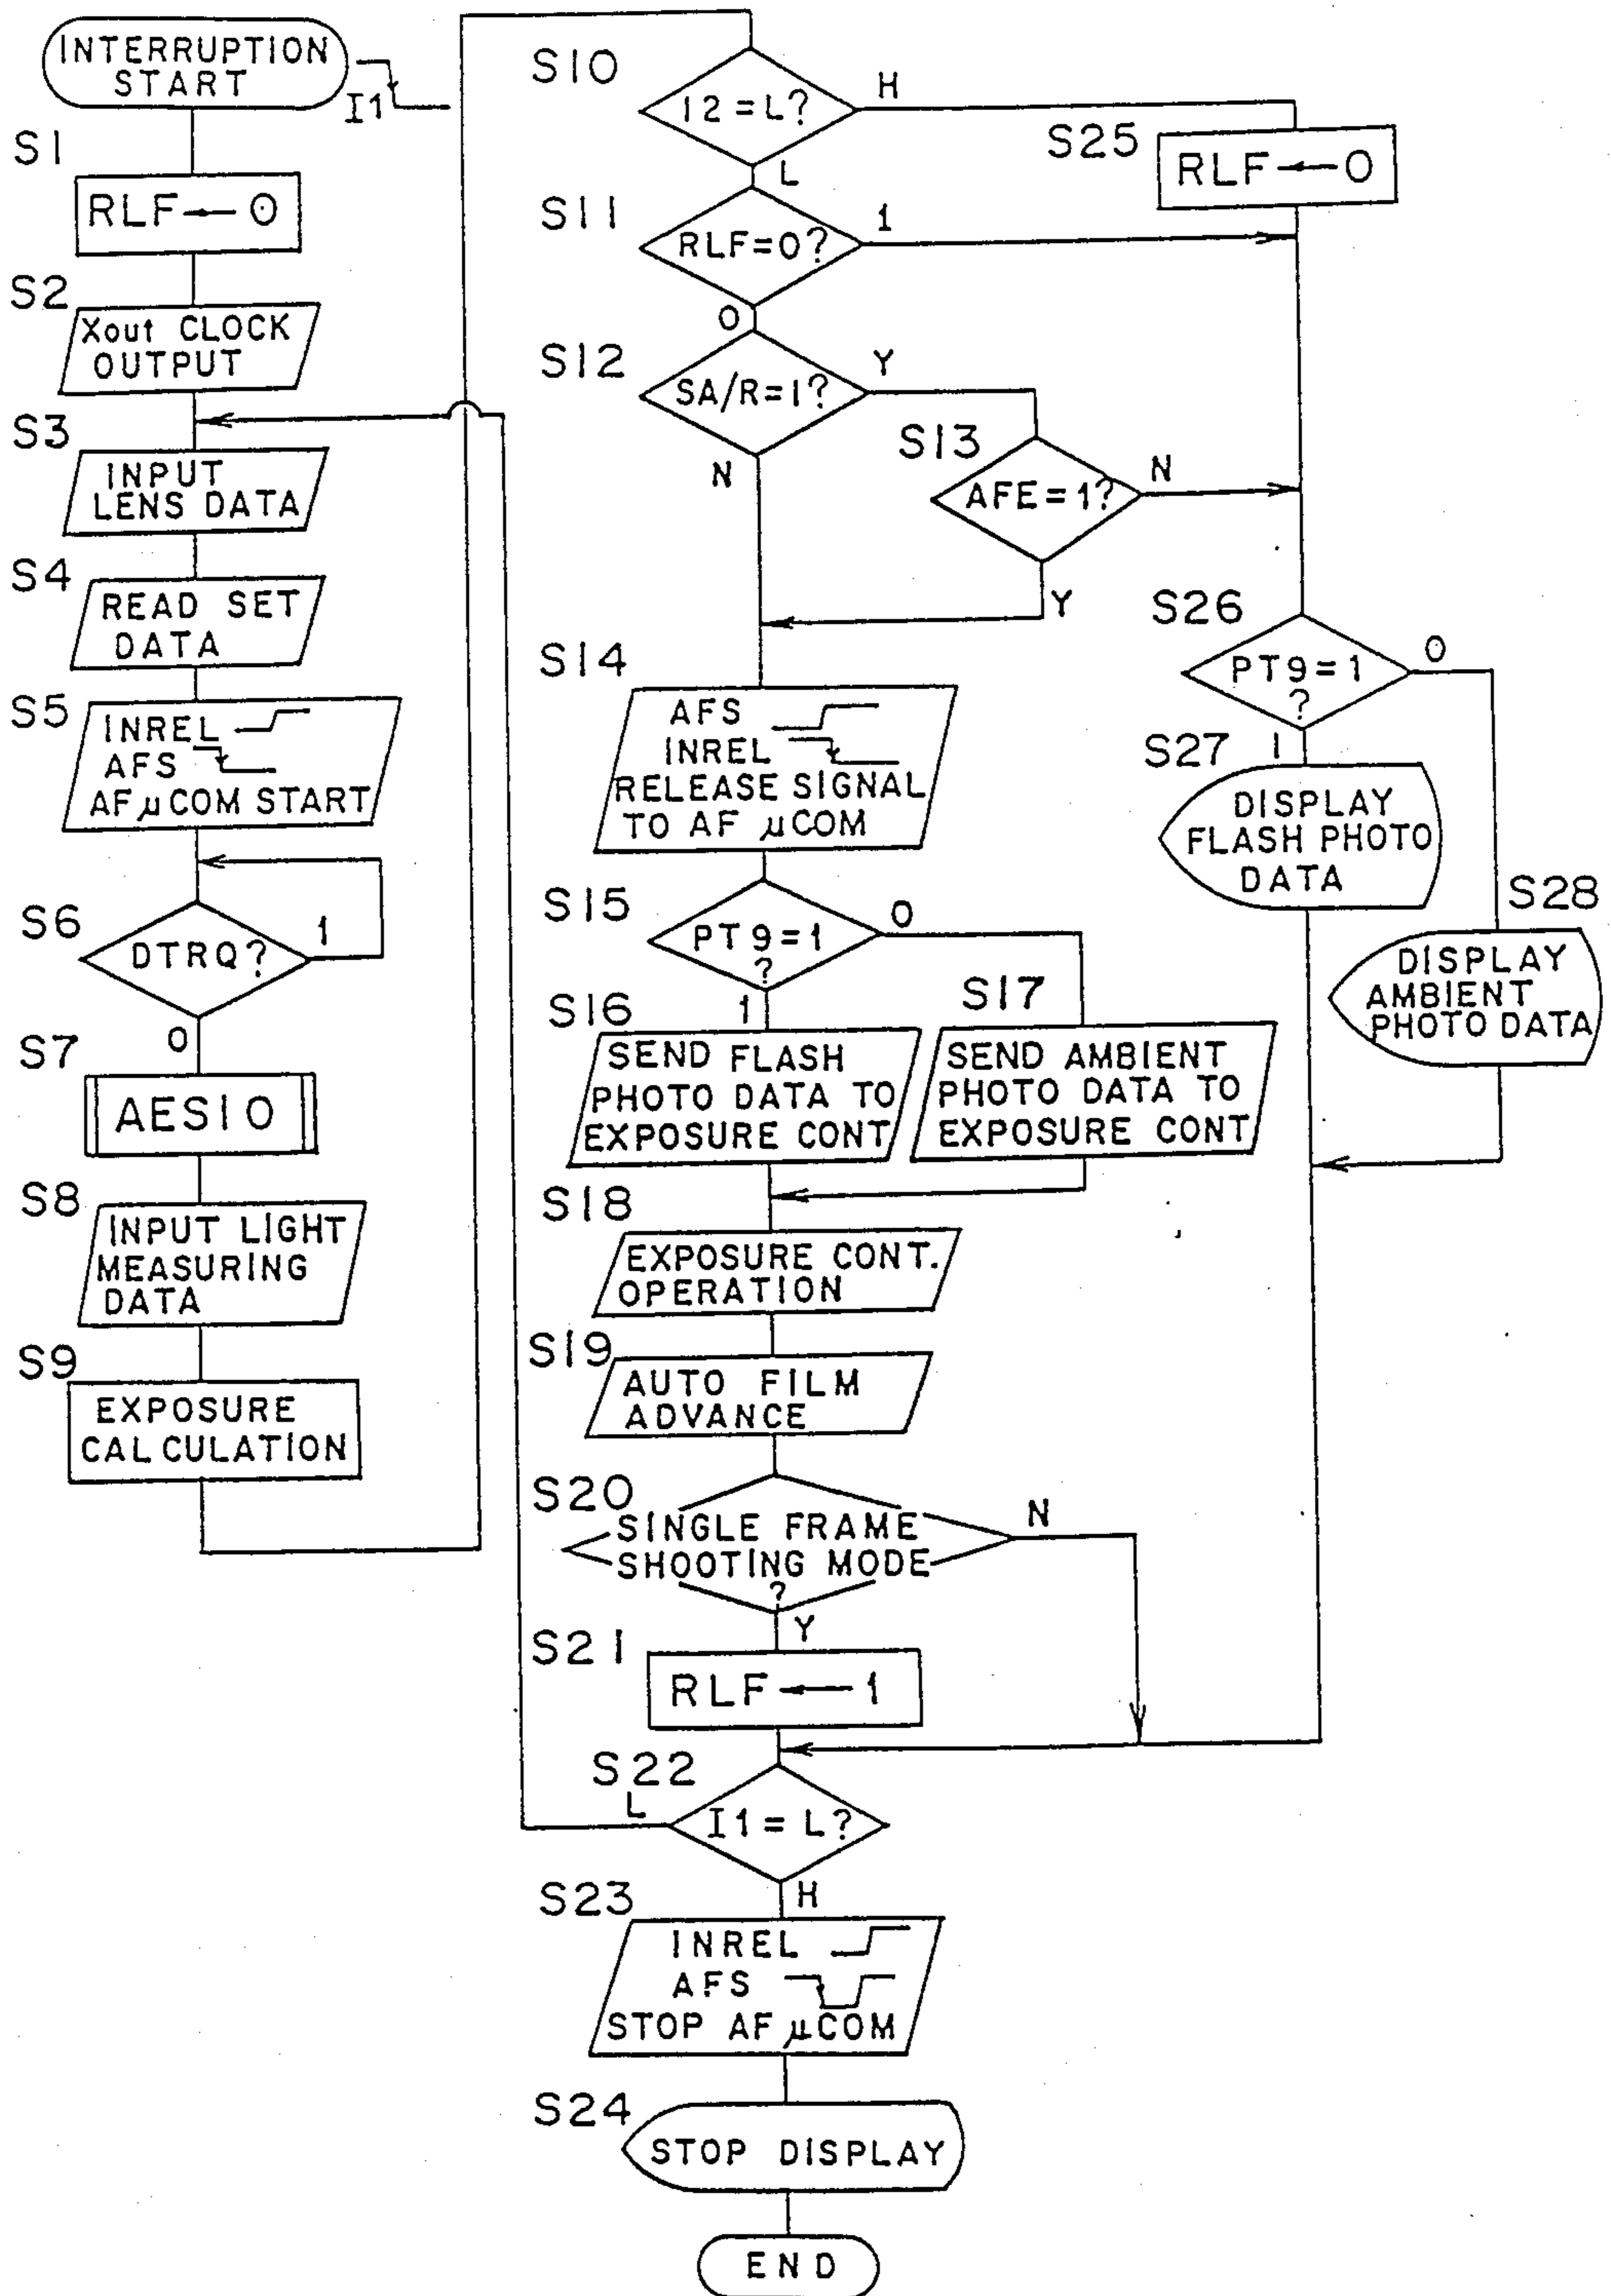 INTERRUPTION
START
I1
S1
RLF ← 0
S2
Xout CLOCK
OUTPUT
S3
INPUT
LENS DATA
S4
READ SET
DATA
S5
INREL
AFS
AF μCOM START
S6
DTRQ?
1
0
S7
AESIO
S8
INPUT LIGHT
MEASURING
DATA
S9
EXPOSURE
CALCULATION
S10
I2=L?
H
L
S11
RLF=0?
1
0
S12
SA/R=1?
Y
N
S13
AFE=1?
N
Y
S14
AFS
INREL
RELEASE SIGNAL
TO AF μCOM
S15
PT9=1
?
0
1
S16
SEND FLASH
PHOTO DATA TO
EXPOSURE CONT
S17
SEND AMBIENT
PHOTO DATA TO
EXPOSURE CONT
S18
EXPOSURE CONT.
OPERATION
S19
AUTO FILM
ADVANCE
S20
SINGLE FRAME
SHOOTING MODE
?
N
Y
S21
RLF ← 1
S22
L
I1=L?
H
S23
INREL
AFS
STOP AF μCOM
S24
STOP DISPLAY
END
S25
RLF ← 0
S26
PT9=1
?
0
1
S27
DISPLAY
FLASH PHOTO
DATA
S28
DISPLAY
AMBIENT
PHOTO DATA